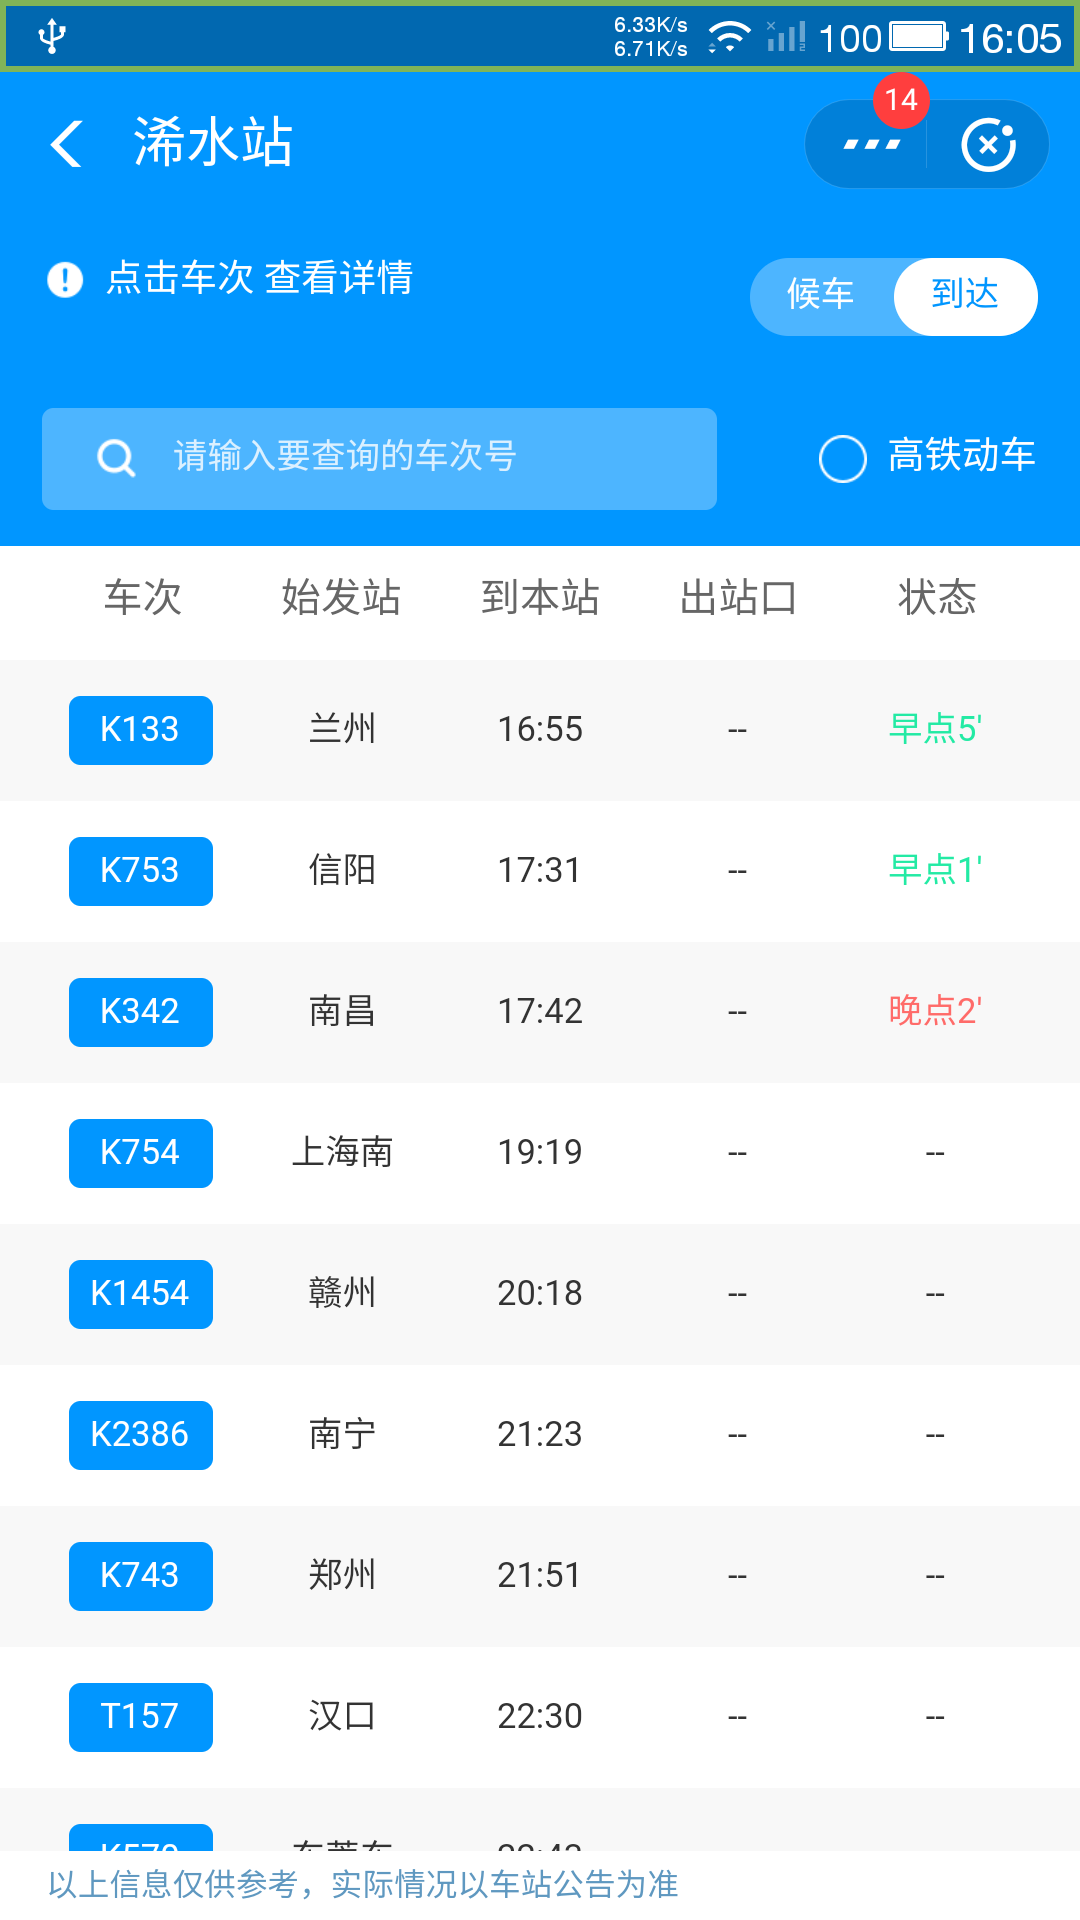 6.33K/s
6.71K/s
100
16:05
浠水站
14
点击车次 查看详情
候车 到达
请输入要查询的车次号
高铁动车
车次 始发站 到本站 出站口 状态
K133 兰州 16:55 -- 早点5'
K753 信阳 17:31 -- 早点1'
K342 南昌 17:42 -- 晚点2'
K754 上海南 19:19 -- --
K1454 赣州 20:18 -- --
K2386 南宁 21:23 -- --
K743 郑州 21:51 -- --
T157 汉口 22:30 -- --
以上信息仅供参考，实际情况以车站公告为准